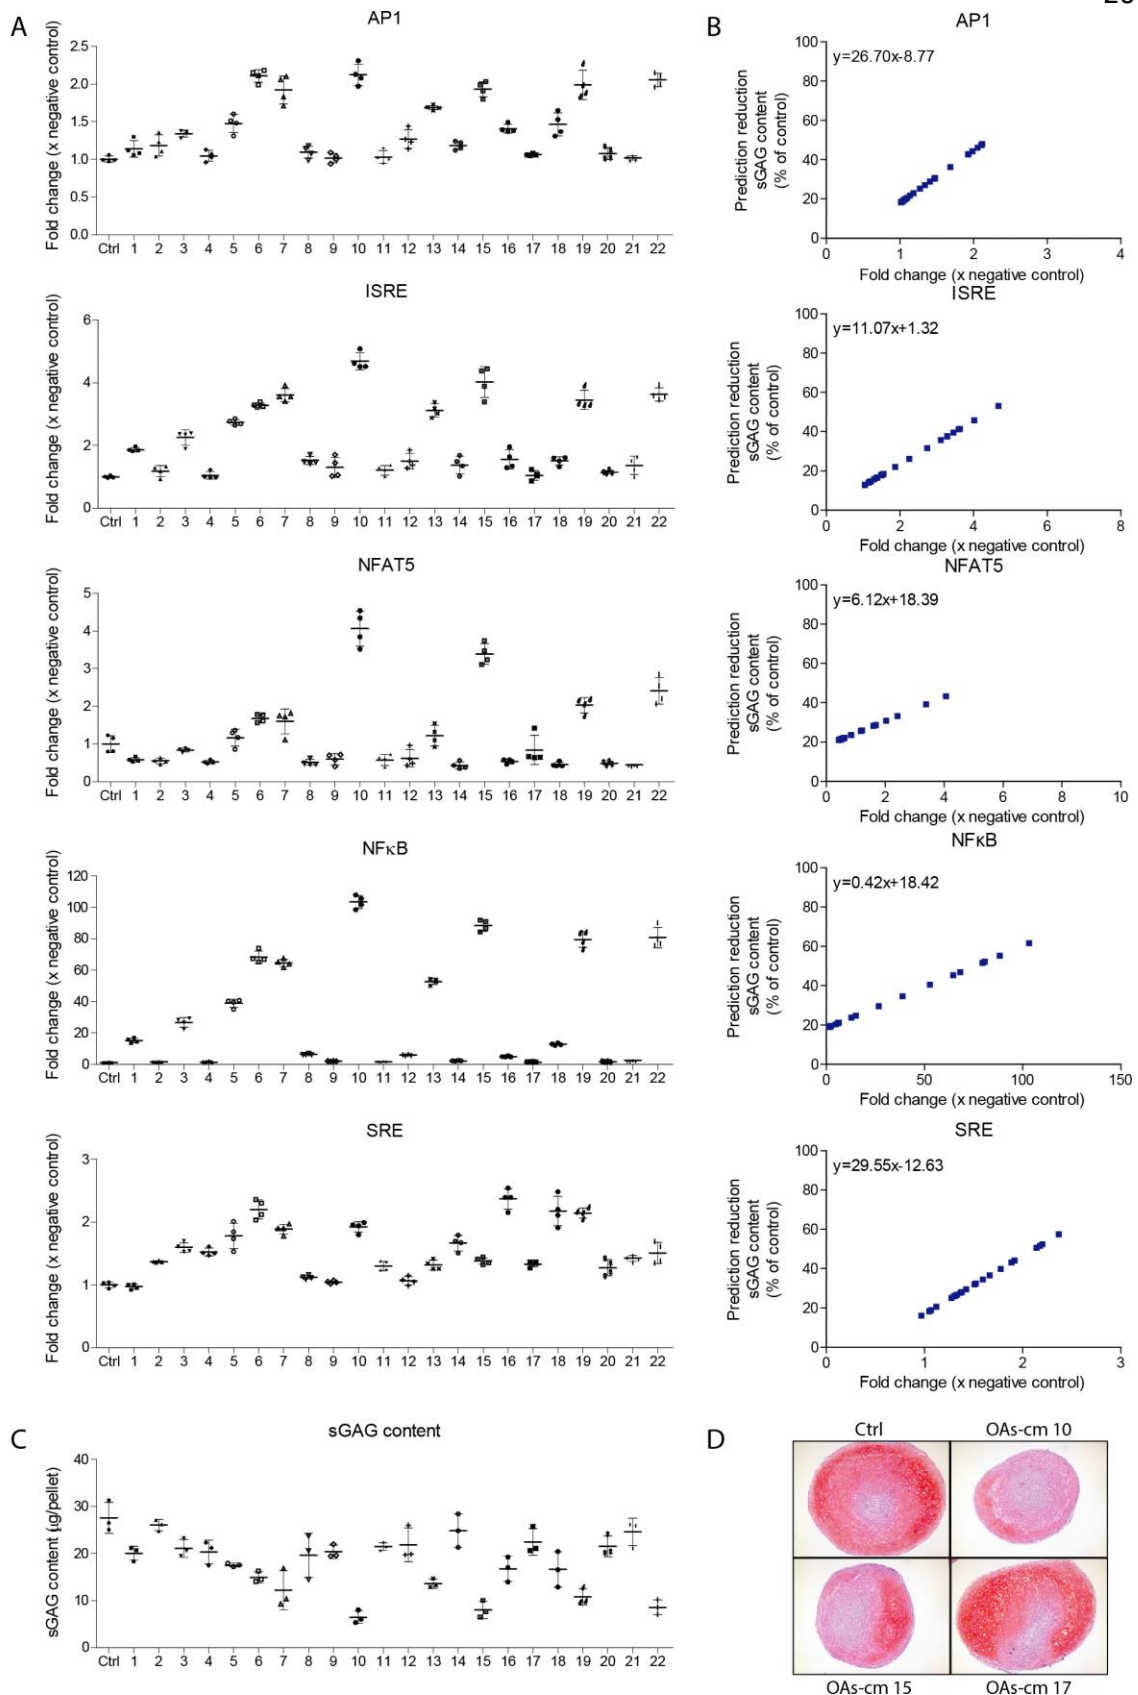 A
AP1
Fold change (x negative control)
2.5
2.0
1.5
1.0
0.5
0.0
Ctrl 1 2 3 4 5 6 7 8 9 10 11 12 13 14 15 16 17 18 19 20 21 22
B
AP1
y=26.70x-8.77
Prediction reduction
sGAG content
(% of control)
100
80
60
40
20
0
0 1 2 3 4
Fold change (x negative control)
ISRE
Fold change (x negative control)
6
4
2
0
Ctrl 1 2 3 4 5 6 7 8 9 10 11 12 13 14 15 16 17 18 19 20 21 22
ISRE
y=11.07x+1.32
Prediction reduction
sGAG content
(% of control)
100
80
60
40
20
0
0 2 4 6 8
Fold change (x negative control)
NFAT5
Fold change (x negative control)
5
4
3
2
1
0
Ctrl 1 2 3 4 5 6 7 8 9 10 11 12 13 14 15 16 17 18 19 20 21 22
NFAT5
y=6.12x+18.39
Prediction reduction
sGAG content
(% of control)
100
80
60
40
20
0
0 2 4 6 8 10
Fold change (x negative control)
NFκB
Fold change (x negative control)
120
100
80
60
40
20
0
Ctrl 1 2 3 4 5 6 7 8 9 10 11 12 13 14 15 16 17 18 19 20 21 22
NFκB
y=0.42x+18.42
Prediction reduction
sGAG content
(% of control)
100
80
60
40
20
0
0 50 100 150
Fold change (x negative control)
SRE
Fold change (x negative control)
3
2
1
0
Ctrl 1 2 3 4 5 6 7 8 9 10 11 12 13 14 15 16 17 18 19 20 21 22
SRE
y=29.55x-12.63
Prediction reduction
sGAG content
(% of control)
100
80
60
40
20
0
0 1 2 3
Fold change (x negative control)
C
sGAG content
sGAG content (µg/pellet)
40
30
20
10
0
Ctrl 1 2 3 4 5 6 7 8 9 10 11 12 13 14 15 16 17 18 19 20 21 22
D
Ctrl
OAs-cm 10
OAs-cm 15
OAs-cm 17